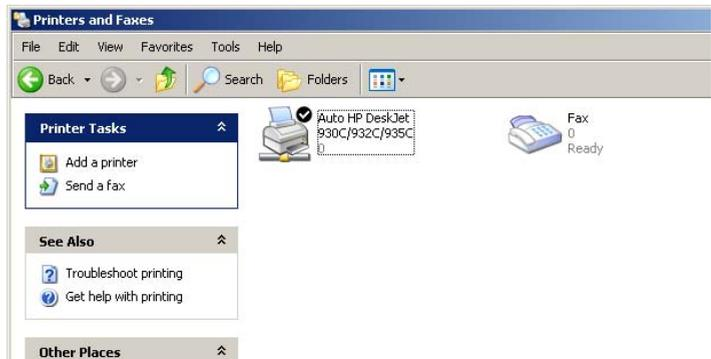 Printers and Faxes
File Edit View Favorites Tools Help
Back Search Folders
Printer Tasks
Add a printer
Send a fax
See Also
Troubleshoot printing
Get help with printing
Other Places
Auto HP DeskJet
930C/932C/935C
0
Fax
0
Ready